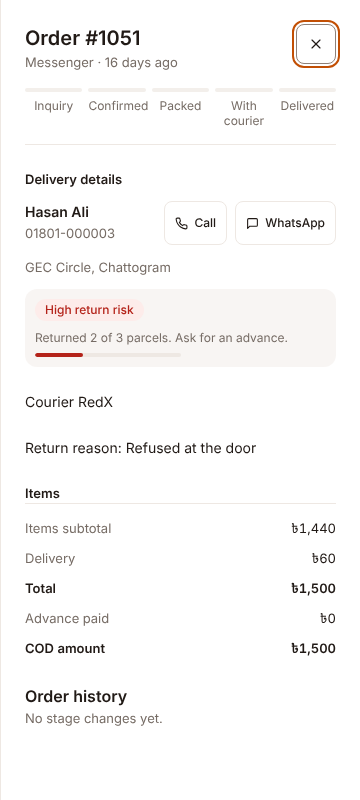 Order #1051
Messenger · 16 days ago
Inquiry
Confirmed
Packed
With
courier
Delivered
Delivery details
Hasan Ali
01801-000003
Call
WhatsApp
GEC Circle, Chattogram
High return risk
Returned 2 of 3 parcels. Ask for an advance.
Courier RedX
Return reason: Refused at the door
Items
Items subtotal ৳1,440
Delivery ৳60
Total ৳1,500
Advance paid ৳0
COD amount ৳1,500
Order history
No stage changes yet.